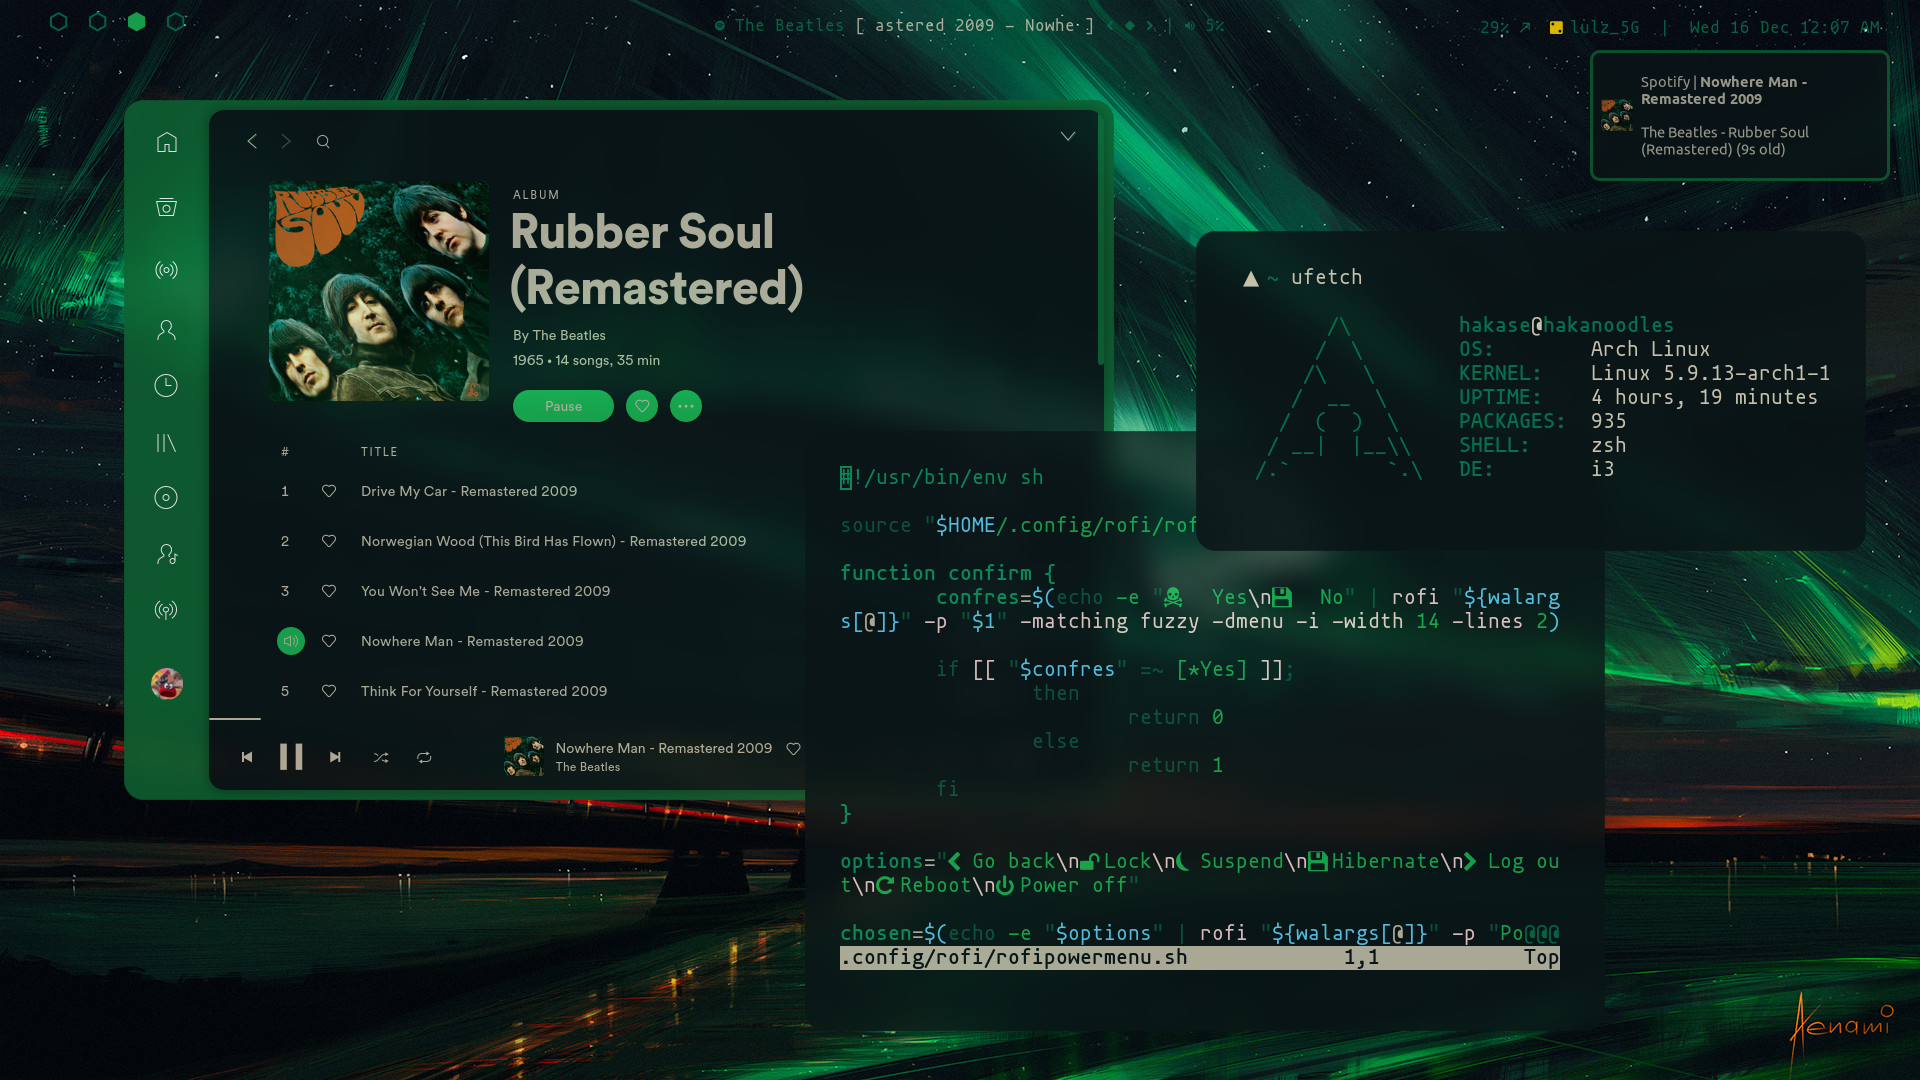 The Beatles [ astered 2009 – Nowhe ] < ◆ > | 5%
29% ↗ lulz_5G | Wed 16 Dec 12:07 AM
Spotify | Nowhere Man -
Remastered 2009
The Beatles - Rubber Soul
(Remastered) (9s old)
RUBBER
SOUL
ALBUM
Rubber Soul
(Remastered)
By The Beatles
1965 • 14 songs, 35 min
Pause
# TITLE
1 Drive My Car - Remastered 2009
2 Norwegian Wood (This Bird Has Flown) - Remastered 2009
3 You Won't See Me - Remastered 2009
Nowhere Man - Remastered 2009
5 Think For Yourself - Remastered 2009
Nowhere Man - Remastered 2009
The Beatles
▲ ~ ufetch
hakase@hakanoodles
OS: Arch Linux
KERNEL: Linux 5.9.13-arch1-1
UPTIME: 4 hours, 19 minutes
PACKAGES: 935
SHELL: zsh
DE: i3
#!/usr/bin/env sh
source "$HOME/.config/rofi/rof
function confirm {
confres=$(echo -e "☠ Yes\n💾 No" | rofi "${walarg
s[@]}" -p "$1" -matching fuzzy -dmenu -i -width 14 -lines 2)
if [[ "$confres" =~ [*Yes] ]];
then
return 0
else
return 1
fi
}
options=" Go back\n Lock\n Suspend\n Hibernate\n Log ou
t\n Reboot\n Power off"
chosen=$(echo -e "$options" | rofi "${walargs[@]}" -p "Po@@@
.config/rofi/rofipowermenu.sh 1,1 Top
Aenami